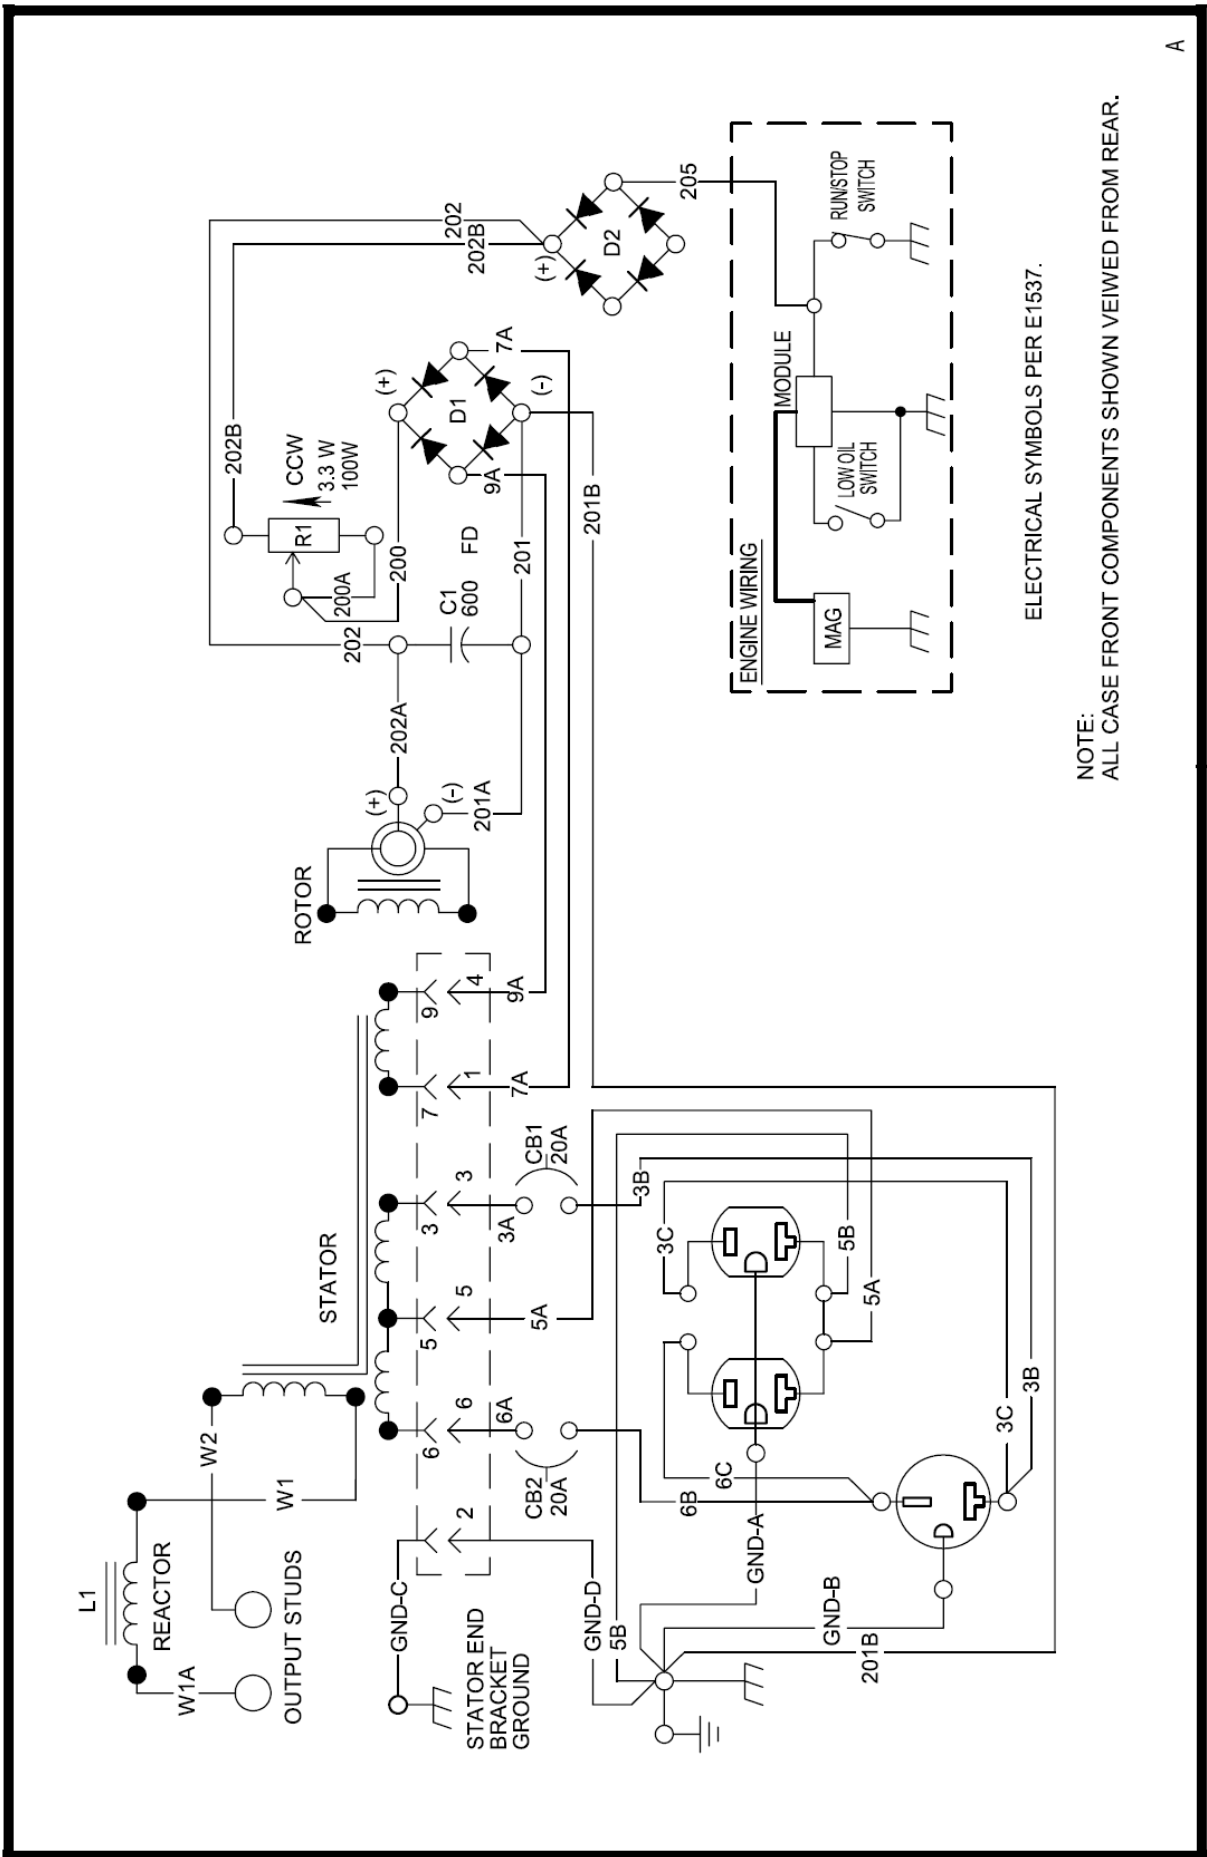 A
L1
REACTOR
W1A
OUTPUT STUDS
W2
W1
STATOR
ROTOR
GND-C
STATOR END
BRACKET
GROUND
2
6
6
5
5
3
3
7
1
9
4
6A
CB2
20A
5A
3A
CB1
20A
7A
9A
(+)
(-)
202A
201A
202
202B
202
202B
R1
CCW
3.3 W
100W
200A
200
C1
600 FD
201
201B
(+)
D1
(-)
7A
9A
(+)
D2
205
ENGINE WIRING
MAG
MODULE
LOW OIL
SWITCH
RUN/STOP
SWITCH
GND-D
5B
6B
6C
GND-A
GND-B
201B
3C
3B
5B
5A
3C
3B
ELECTRICAL SYMBOLS PER E1537.
NOTE:
ALL CASE FRONT COMPONENTS SHOWN VEIWED FROM REAR.